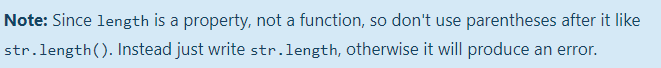 Note: Since length is a property, not a function, so don't use parentheses after it like
str.length(). Instead just write str.length, otherwise it will produce an error.